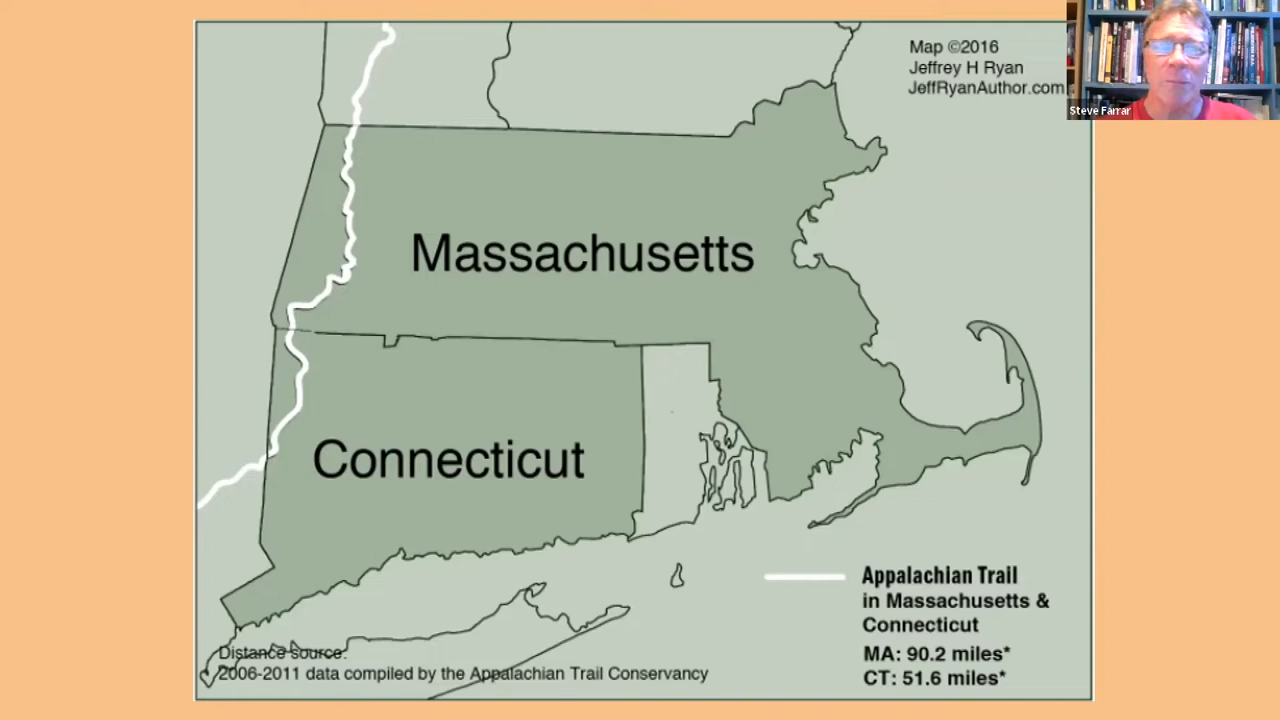 Map ©2016
Jeffrey H Ryan
JeffRyanAuthor.com
Steve Farrar
Massachusetts
Connecticut
Appalachian Trail
in Massachusetts &
Connecticut
MA: 90.2 miles*
CT: 51.6 miles*
Distance source:
2006-2011 data compiled by the Appalachian Trail Conservancy